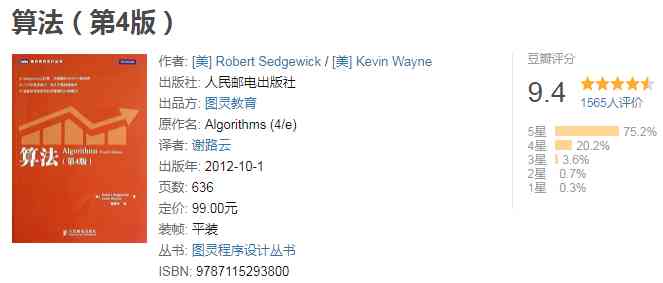 算法（第4版）
作者: [美] Robert Sedgewick / [美] Kevin Wayne
出版社: 人民邮电出版社
出品方: 图灵教育
原作名: Algorithms (4/e)
译者: 谢路云
出版年: 2012-10-1
页数: 636
定价: 99.00元
装帧: 平装
丛书: 图灵程序设计丛书
ISBN: 9787115293800
豆瓣评分
9.4
1565人评价
5星 75.2%
4星 20.2%
3星 3.6%
2星 0.7%
1星 0.3%
算法 Algorithms
（第4版）